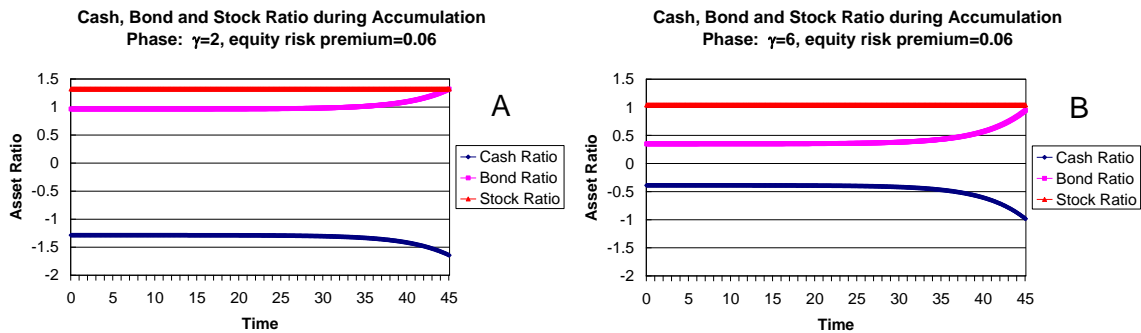 Cash, Bond and Stock Ratio during Accumulation
Phase: γ=2, equity risk premium=0.06
1.5
1
0.5
0
-0.5
-1
-1.5
-2
Asset Ratio
A
Cash Ratio
Bond Ratio
Stock Ratio
0 5 10 15 20 25 30 35 40 45
Time
Cash, Bond and Stock Ratio during Accumulation
Phase: γ=6, equity risk premium=0.06
1.5
1
0.5
0
-0.5
-1
-1.5
-2
Asset Ratio
B
Cash Ratio
Bond Ratio
Stock Ratio
0 5 10 15 20 25 30 35 40 45
Time